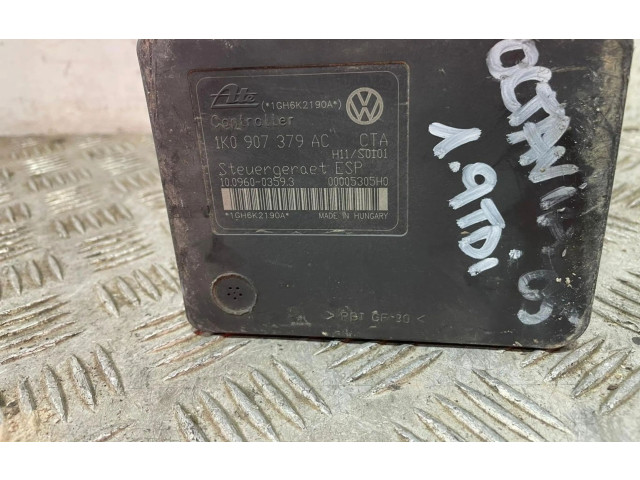 Ate (*1GH6K2190A*)
Controller
1K0 907 379 AC CTA
H11/S0101
Steuergeraet ESP
10.0960-0359.3 00005305H0
*1GH6K2190A* MADE IN HUNGARY
> PBT GF 30 <
OCTAVIA
1.9TDI